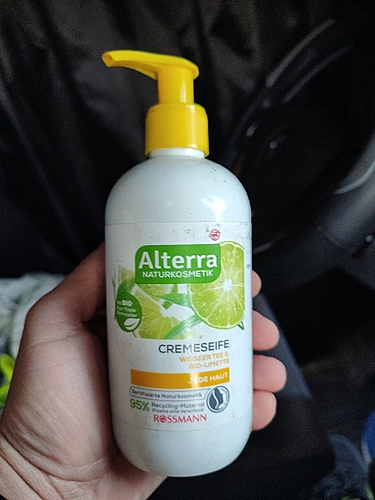 Alterra
NATURKOSMETIK
CREMESEIFE
WEISSER TEE &
BIO-LIMETTE
JEDE HAUT
Zertifizierte Naturkosmetik
95% Recycling-Material
ROSSMANN